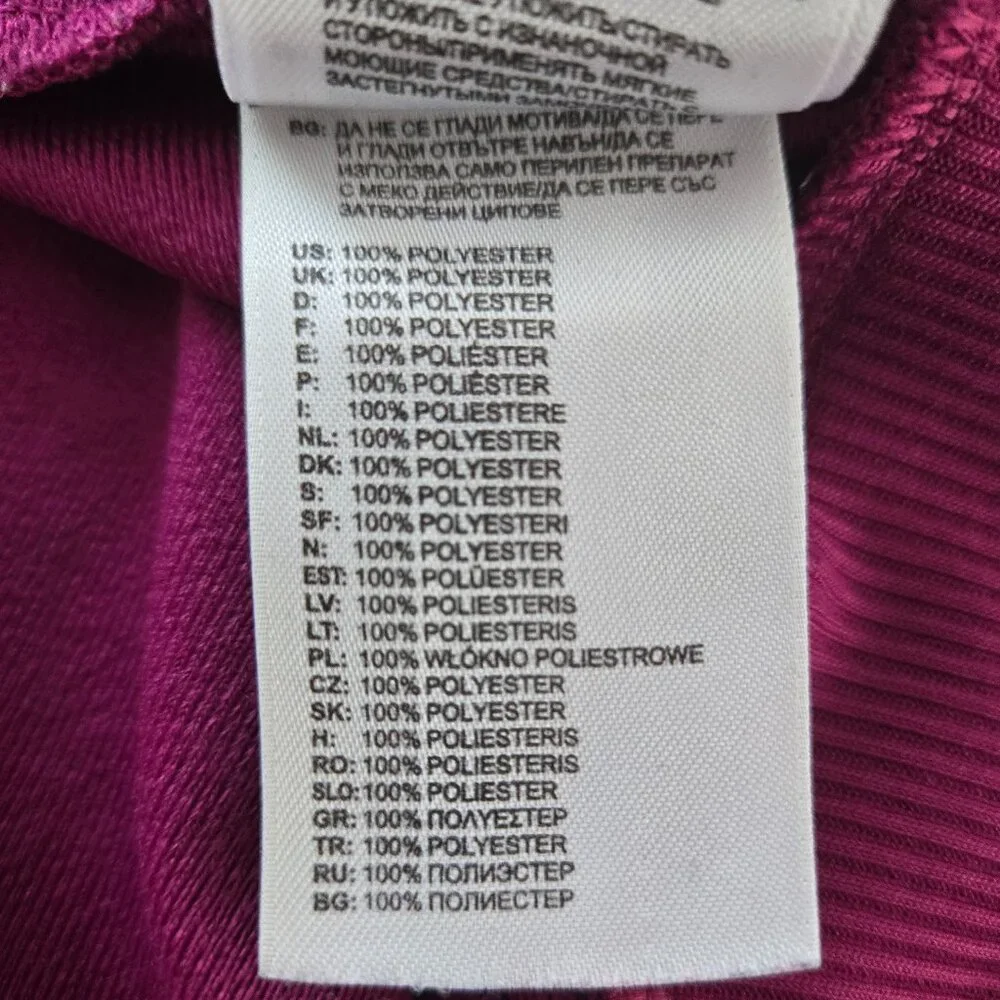 И УЛОЖИТЬ С ИЗНАНОЧНОЙ
СТОРОНЫ/ПРИМЕНЯТЬ МЯГКИЕ
МОЮЩИЕ СРЕДСТВА/СТИРАТЬ С
ЗАСТЕГНУТЫМИ
BG: ДА НЕ СЕ ГЛАДИ МОТИВА/ДА СЕ ПЕРЕ
И ГЛАДИ ОТВЪТРЕ НАВЪН/ДА СЕ
ИЗПОЛЗВА САМО ПЕРИЛЕН ПРЕПАРАТ
С МЕКО ДЕЙСТВИЕ/ДА СЕ ПЕРЕ СЪС
ЗАТВОРЕНИ ЦИПОВЕ
US: 100% POLYESTER
UK: 100% POLYESTER
D: 100% POLYESTER
F: 100% POLYESTER
E: 100% POLIÉSTER
P: 100% POLIÉSTER
I: 100% POLIESTERE
NL: 100% POLYESTER
DK: 100% POLYESTER
S: 100% POLYESTER
SF: 100% POLYESTERI
N: 100% POLYESTER
EST: 100% POLÜESTER
LV: 100% POLIESTERIS
LT: 100% POLIESTERIS
PL: 100% WŁÓKNO POLIESTROWE
CZ: 100% POLYESTER
SK: 100% POLYESTER
H: 100% POLIESTERIS
RO: 100% POLIESTERIS
SLO: 100% POLIESTER
GR: 100% ΠΟΛΥΕΣΤΕΡ
TR: 100% POLYESTER
RU: 100% ПОЛИЭСТЕР
BG: 100% ПОЛИЕСТЕР